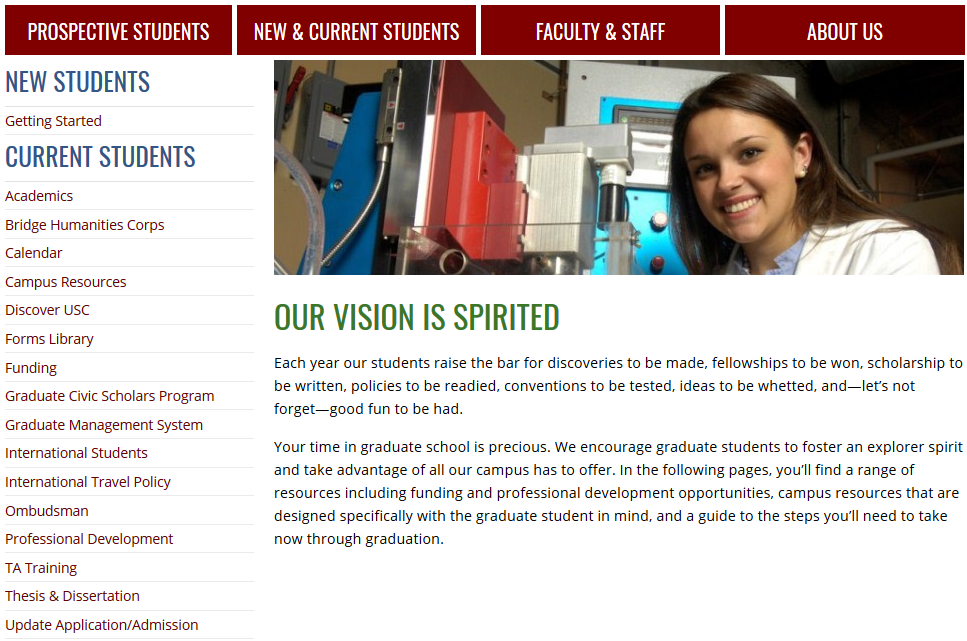 PROSPECTIVE STUDENTS
NEW & CURRENT STUDENTS
FACULTY & STAFF
ABOUT US
NEW STUDENTS
Getting Started
CURRENT STUDENTS
Academics
Bridge Humanities Corps
Calendar
Campus Resources
Discover USC
Forms Library
Funding
Graduate Civic Scholars Program
Graduate Management System
International Students
International Travel Policy
Ombudsman
Professional Development
TA Training
Thesis & Dissertation
Update Application/Admission
OUR VISION IS SPIRITED
Each year our students raise the bar for discoveries to be made, fellowships to be won, scholarship to
be written, policies to be readied, conventions to be tested, ideas to be whetted, and—let’s not
forget—good fun to be had.
Your time in graduate school is precious. We encourage graduate students to foster an explorer spirit
and take advantage of all our campus has to offer. In the following pages, you’ll find a range of
resources including funding and professional development opportunities, campus resources that are
designed specifically with the graduate student in mind, and a guide to the steps you’ll need to take
now through graduation.